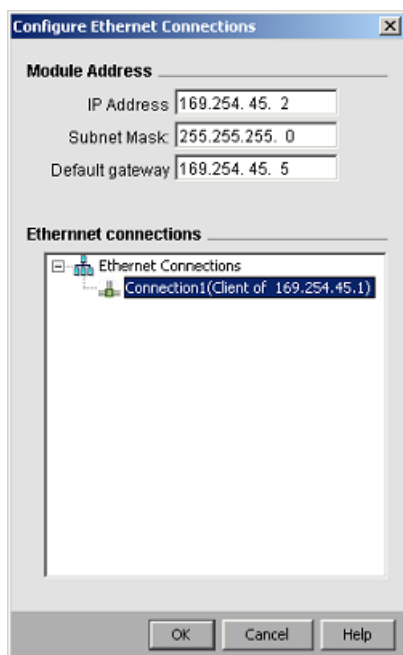 Configure Ethernet Connections
Module Address
IP Address 169.254. 45. 2
Subnet Mask: 255.255.255. 0
Default gateway 169.254. 45. 5
Ethernnet connections
Ethernet Connections
Connection1(Client of 169.254.45.1)
OK Cancel Help